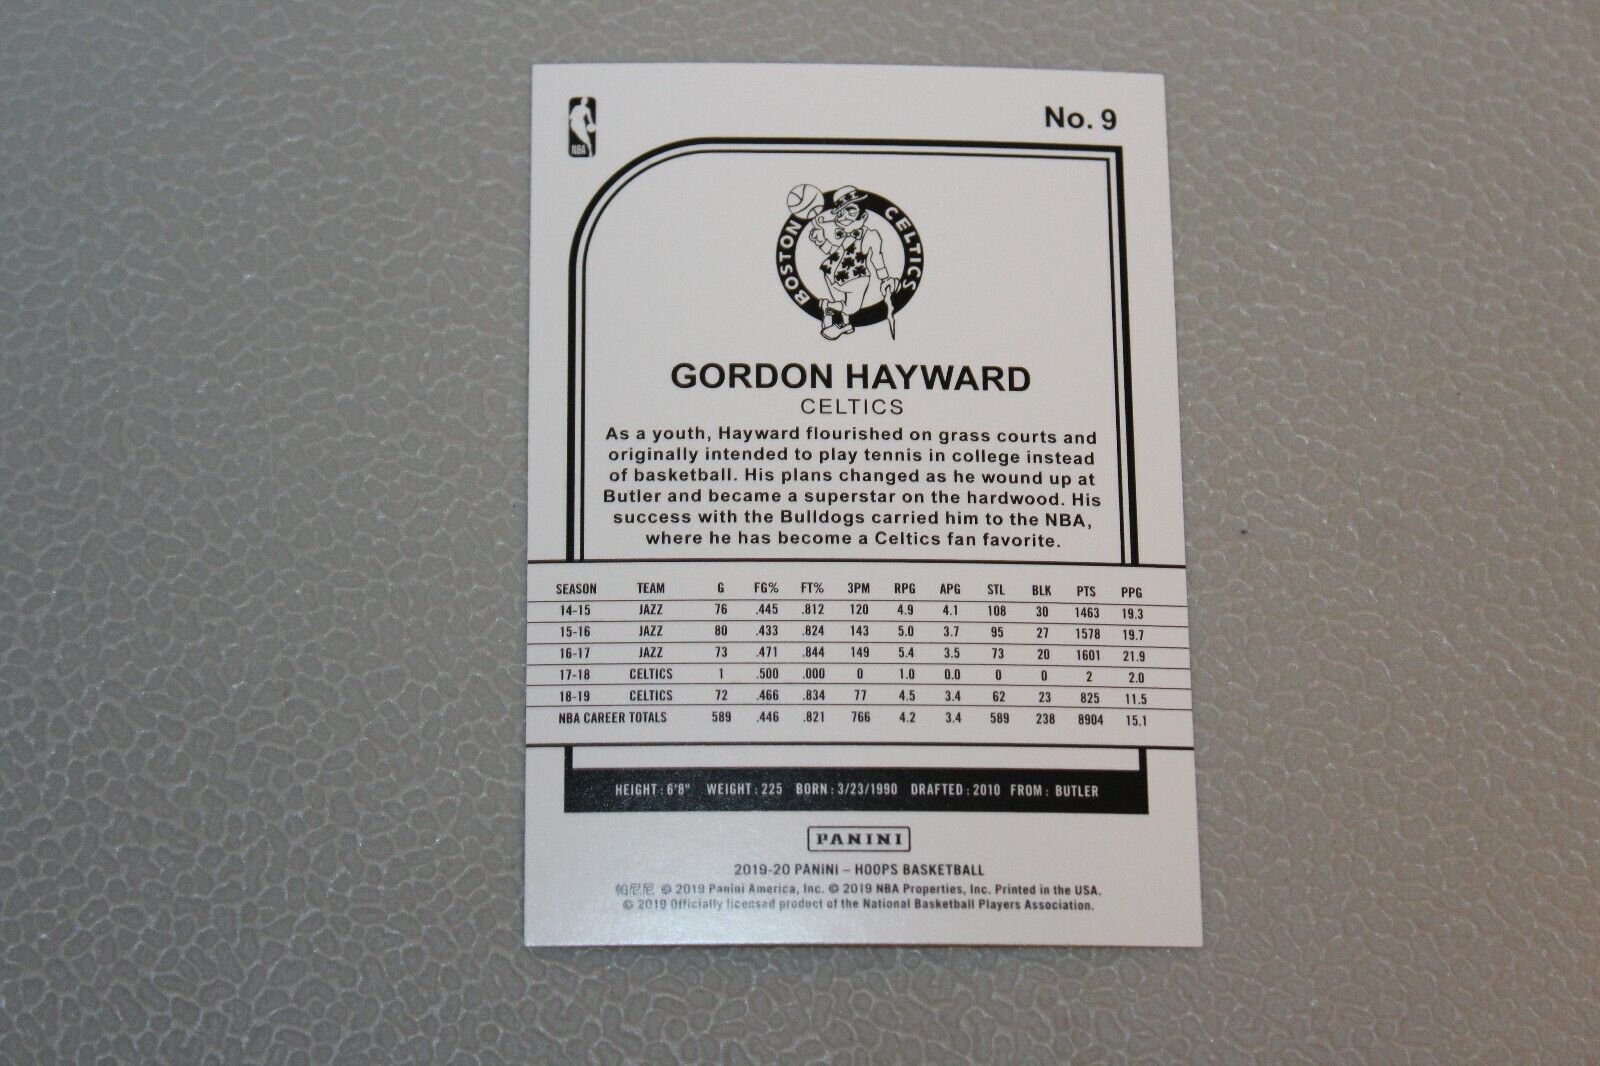 NBA
No. 9
BOSTON CELTICS
GORDON HAYWARD
CELTICS
As a youth, Hayward flourished on grass courts and
originally intended to play tennis in college instead
of basketball. His plans changed as he wound up at
Butler and became a superstar on the hardwood. His
success with the Bulldogs carried him to the NBA,
where he has become a Celtics fan favorite.
SEASON TEAM G FG% FT% 3PM RPG APG STL BLK PTS PPG
14-15 JAZZ 76 .445 .812 120 4.9 4.1 108 30 1463 19.3
15-16 JAZZ 80 .433 .824 143 5.0 3.7 95 27 1578 19.7
16-17 JAZZ 73 .471 .844 149 5.4 3.5 73 20 1601 21.9
17-18 CELTICS 1 .500 .000 0 1.0 0.0 0 0 2 2.0
18-19 CELTICS 72 .466 .834 77 4.5 3.4 62 23 825 11.5
NBA CAREER TOTALS 589 .446 .821 766 4.2 3.4 589 238 8904 15.1
HEIGHT : 6'8" WEIGHT : 225 BORN : 3/23/1990 DRAFTED : 2010 FROM : BUTLER
PANINI
2019-20 PANINI – HOOPS BASKETBALL
帕尼尼 © 2019 Panini America, Inc. © 2019 NBA Properties, Inc. Printed in the USA.
© 2019 Officially licensed product of the National Basketball Players Association.